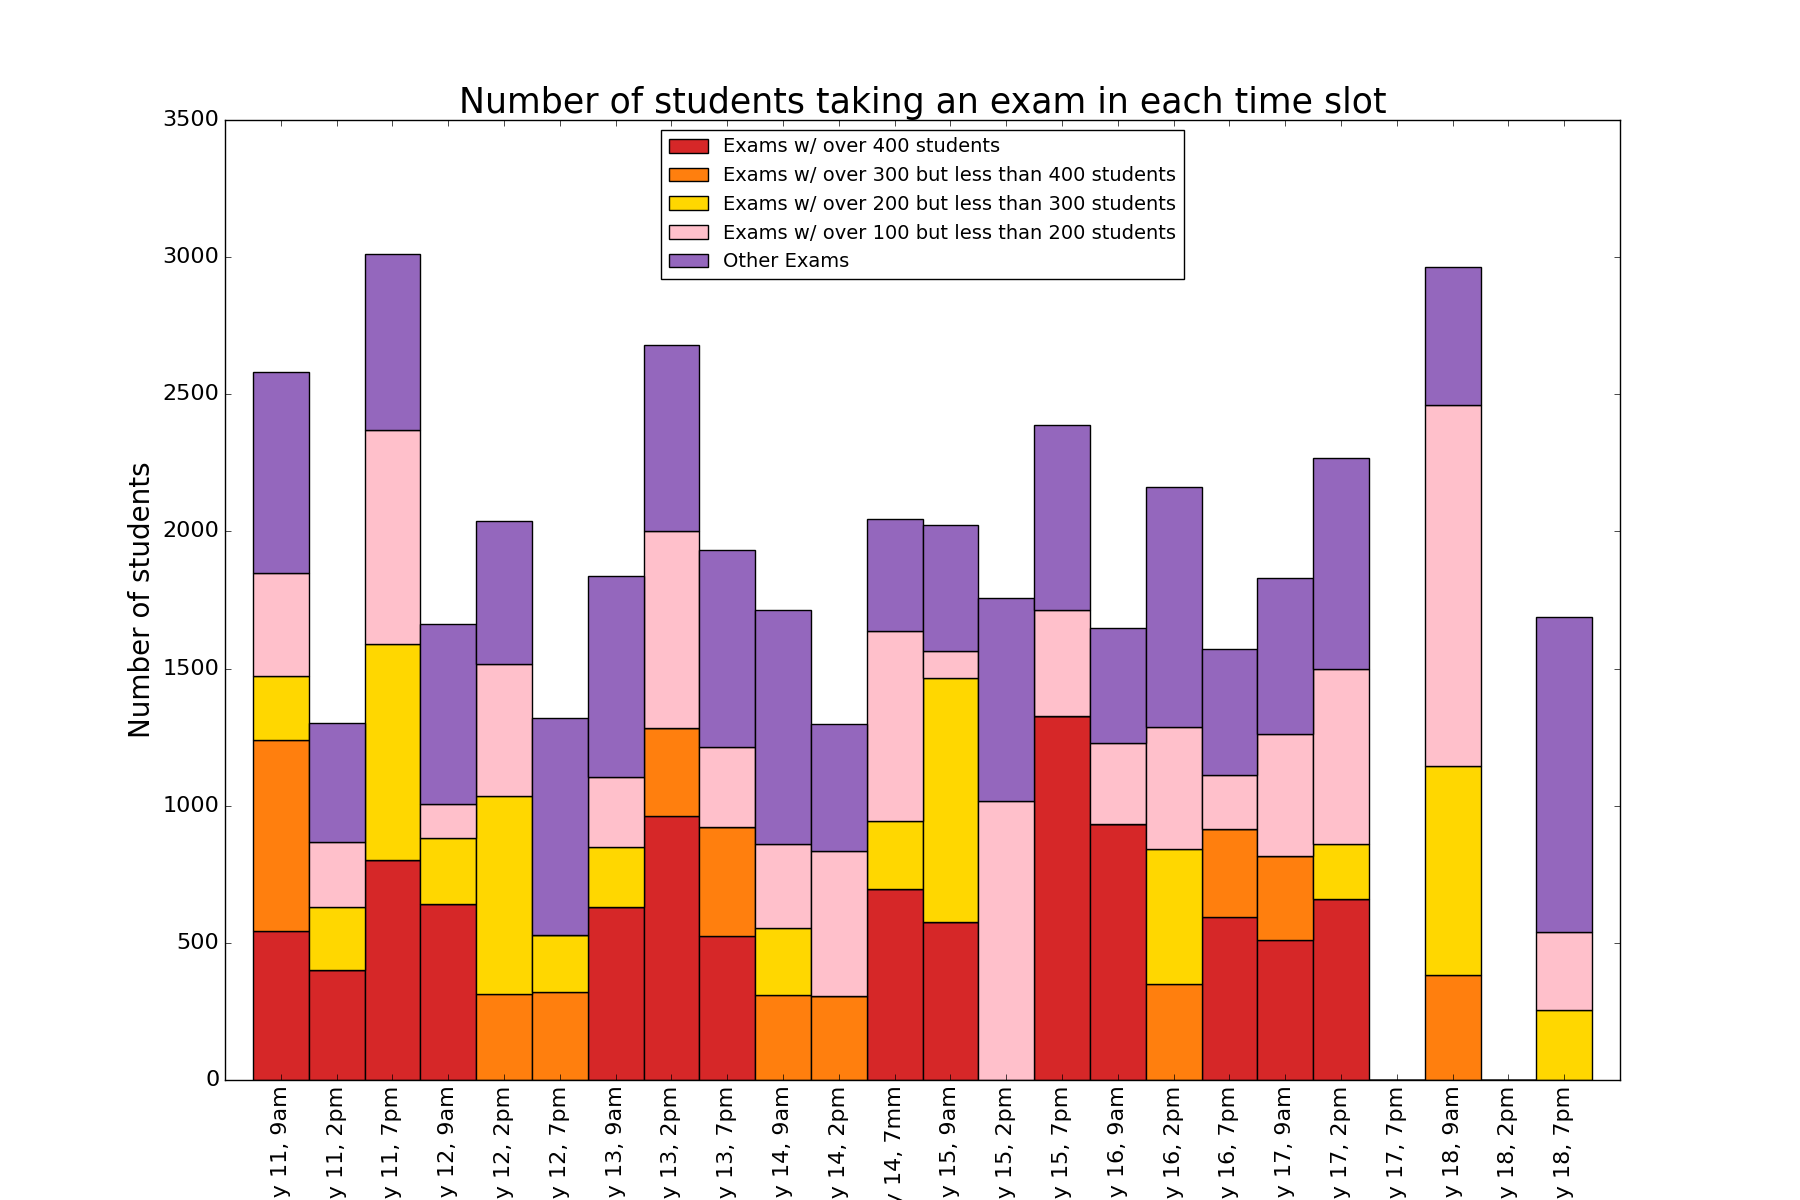 Number of students taking an exam in each time slot
Exams w/ over 400 students
Exams w/ over 300 but less than 400 students
Exams w/ over 200 but less than 300 students
Exams w/ over 100 but less than 200 students
Other Exams
Number of students
3500
3000
2500
2000
1500
1000
500
0
y 11, 9am
y 11, 2pm
y 11, 7pm
y 12, 9am
y 12, 2pm
y 12, 7pm
y 13, 9am
y 13, 2pm
y 13, 7pm
y 14, 9am
y 14, 2pm
y 14, 7mm
y 15, 9am
y 15, 2pm
y 15, 7pm
y 16, 9am
y 16, 2pm
y 16, 7pm
y 17, 9am
y 17, 2pm
y 17, 7pm
y 18, 9am
y 18, 2pm
y 18, 7pm